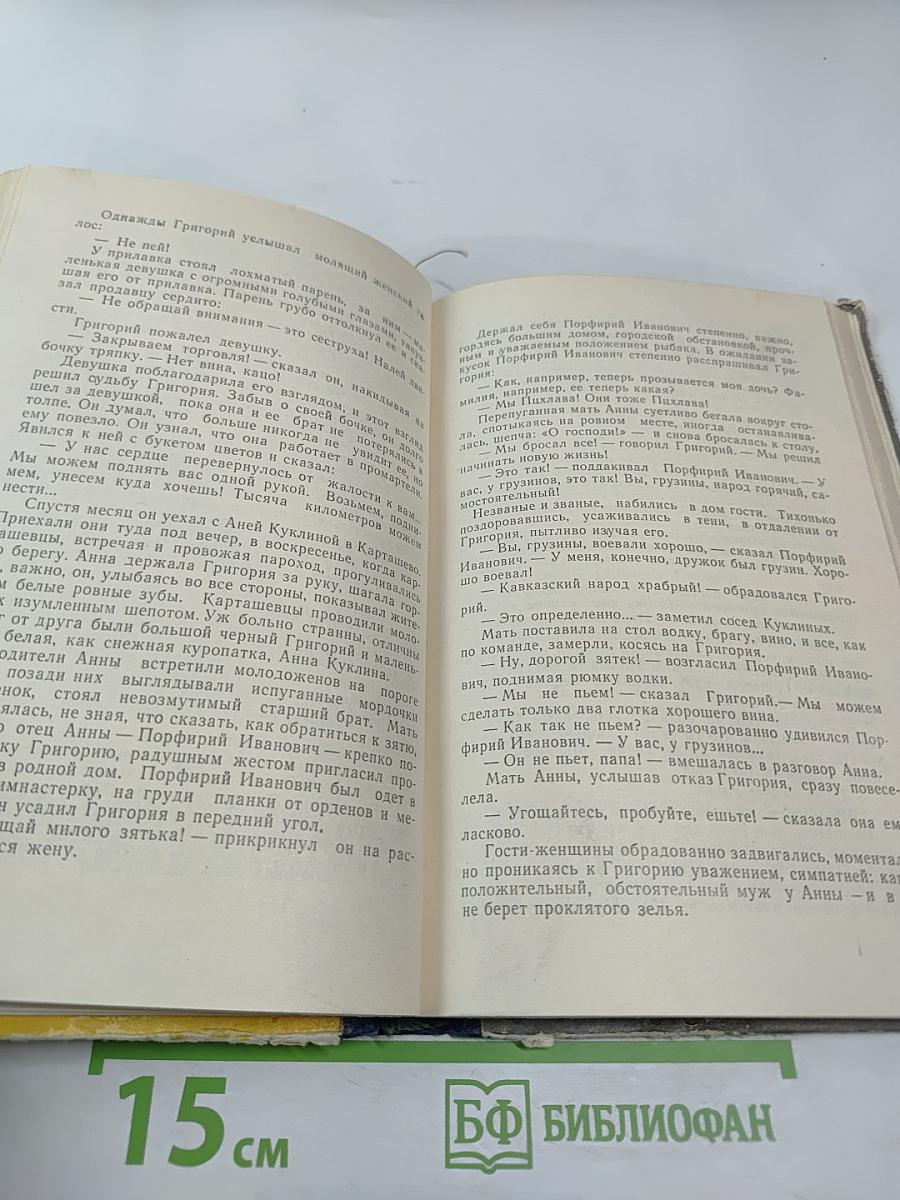 Однажды Григорий услышал молящий женский го-
лос:
— Не пей!
У прилавка стоял лохматый парень, за ним — ма-
ленькая девушка с огромными голубыми глазами, тянув-
шая его от прилавка. Парень грубо оттолкнул ее и ска-
зал продавцу сердито:
— Не обращай внимания — это сеструха! Налей две-
сти.
Григорий пожалел девушку.
— Закрываем торговля! — сказал он, накидывая на
бочку тряпку. — Нет вина, кацо!
Девушка поблагодарила его взглядом, и этот взгляд
решил судьбу Григория. Забыв о своей бочке, он долго
шел за девушкой, пока она и ее брат не потерялись в
толпе. Он думал, что больше никогда не увидит ее, но
ему повезло. Он узнал, что она работает в промартели.
Явился к ней с букетом цветов и сказал:
— У нас сердце перевернулось от жалости к вам...
Мы можем поднять вас одной рукой. Возьмем, подни-
мем, унесем куда хочешь! Тысяча километров можем
нести...
Спустя месяц он уехал с Аней Куклиной в Карташево.
Приехали они туда под вечер, в воскресенье, когда кар-
ташевцы, встречая и провожая пароход, прогуливались
о берегу. Анна держала Григория за руку, шагала гор-
, важно, он, улыбаясь во все стороны, показывал жите-
м белые ровные зубы. Карташевцы проводили моло-
х изумленным шепотом. Уж больно странны, отличны
г от друга были большой черный Григорий и малень-
белая, как снежная куропатка, Анна Куклина.
одители Анны встретили молодоженов на пороге
позади них выглядывали испуганные мордочки
енок, стоял невозмутимый старший брат. Мать
ялась, не зная, что сказать, как обратиться к зятю,
о отец Анны — Порфирий Иванович — крепко по-
ку Григорию, радушным жестом пригласил про-
в родной дом. Порфирий Иванович был одет в
имнастерку, на груди планки от орденов и ме-
н усадил Григория в передний угол.
щай милого зятька! — прикрикнул он на рас-
ся жену.
Держал себя Порфирий Иванович степенно, важно,
гордясь большим домом, городской обстановкой, проч-
ным и уважаемым положением рыбака. В ожидании за-
кусок Порфирий Иванович степенно расспрашивал Гри-
гория:
— Как, например, теперь прозывается моя дочь? Фа-
милия, например, ее теперь какая?
— Мы Пцхлава! Они тоже Пцхлава!
Перепуганная мать Анны суетливо бегала вокруг сто-
ла, спотыкаясь на ровном месте, иногда останавлива-
лась, шепча: «О господи!» — и снова бросалась к столу.
— Мы бросал все! — говорил Григорий. — Мы решил
начинать новую жизнь!
— Это так! — поддакивал Порфирий Иванович. — У
вас, у грузинов, это так! Вы, грузины, народ горячий, са-
мостоятельный!
Незваные и званые, набились в дом гости. Тихонько
поздоровавшись, усаживались в тени, в отдалении от
Григория, пытливо изучая его.
— Вы, грузины, воевали хорошо, — сказал Порфирий
Иванович. — У меня, конечно, дружок был грузин. Хоро-
шо воевал!
— Кавказский народ храбрый! — обрадовался Григо-
рий.
— Это определенно... — заметил сосед Куклиных.
Мать поставила на стол водку, брагу, вино, и все, как
по команде, замерли, косясь на Григория.
— Ну, дорогой зятек! — возгласил Порфирий Ивано-
вич, поднимая рюмку водки.
— Мы не пьем! — сказал Григорий.— Мы можем
сделать только два глотка хорошего вина.
— Как так не пьем? — разочарованно удивился Пор-
фирий Иванович. — У вас, у грузинов...
— Он не пьет, папа! — вмешалась в разговор Анна.
Мать Анны, услышав отказ Григория, сразу повесе-
лела.
— Угощайтесь, пробуйте, ешьте! — сказала она ем
ласково.
Гости-женщины обрадованно задвигались, моментал
но проникаясь к Григорию уважением, симпатией: как
положительный, обстоятельный муж у Анны — и в
не берет проклятого зелья.
15 см
БФ БИБЛИОФАН